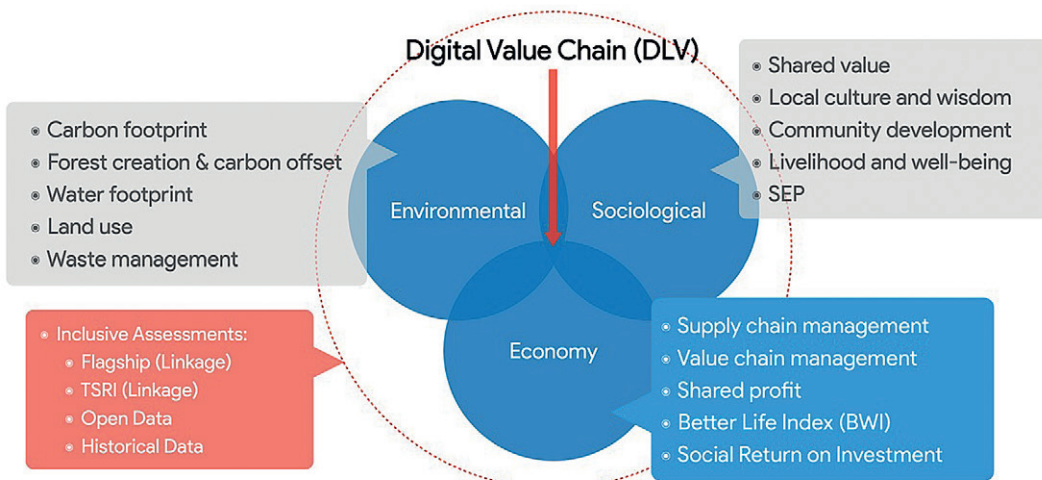 Digital Value Chain (DLV)
Carbon footprint
Forest creation & carbon offset
Water footprint
Land use
Waste management
Shared value
Local culture and wisdom
Community development
Livelihood and well-being
SEP
Environmental
Sociological
Economy
Inclusive Assessments:
Flagship (Linkage)
TSRI (Linkage)
Open Data
Historical Data
Supply chain management
Value chain management
Shared profit
Better Life Index (BWI)
Social Return on Investment